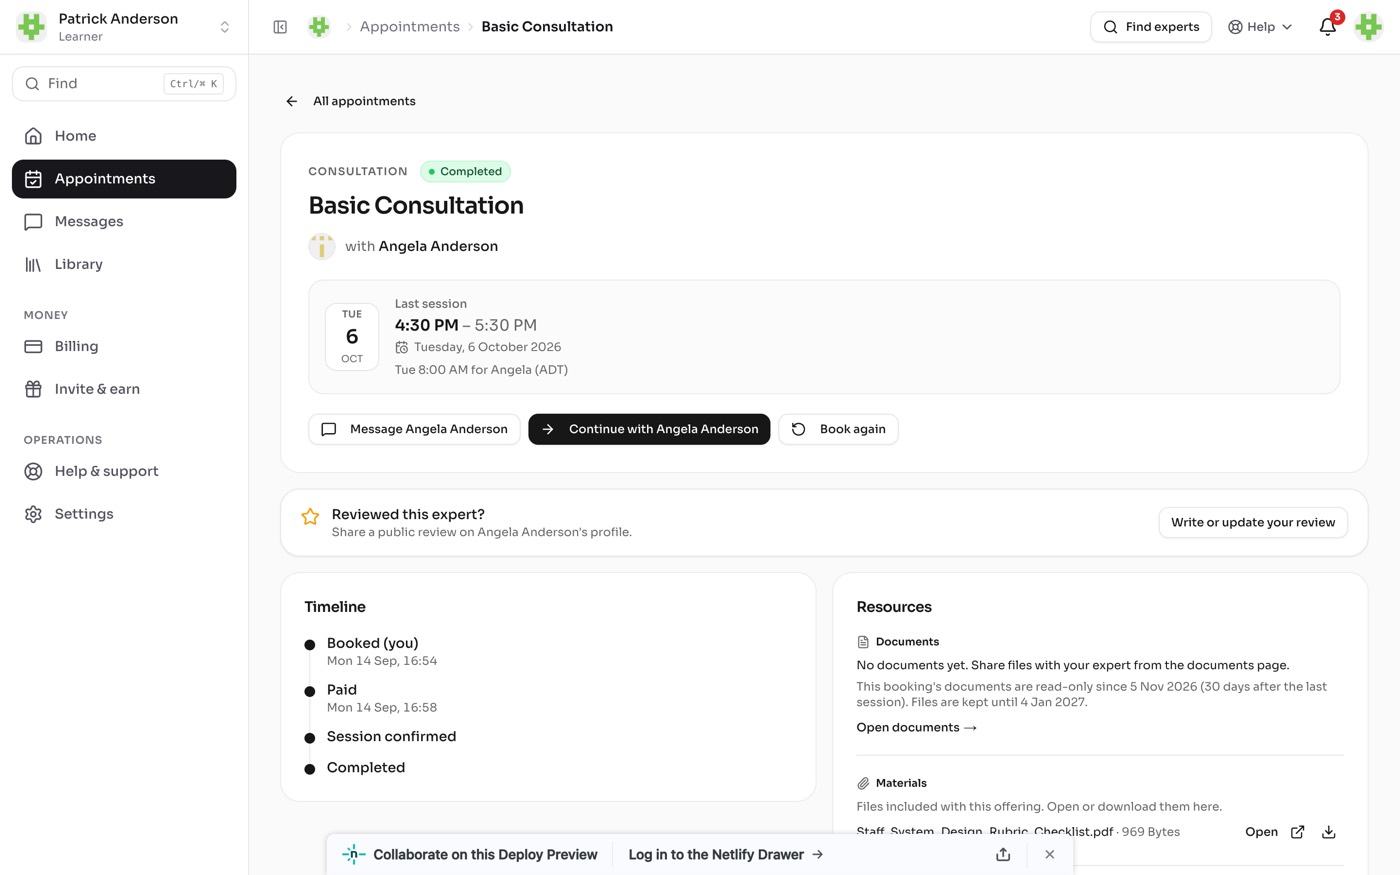 Patrick Anderson
Learner
Appointments
Basic Consultation
Find experts
Help
3
Find
Ctrl/⌘ K
Home
Appointments
Messages
Library
MONEY
Billing
Invite & earn
OPERATIONS
Help & support
Settings
All appointments
CONSULTATION
Completed
Basic Consultation
with Angela Anderson
TUE
6
OCT
Last session
4:30 PM – 5:30 PM
Tuesday, 6 October 2026
Tue 8:00 AM for Angela (ADT)
Message Angela Anderson
Continue with Angela Anderson
Book again
Reviewed this expert?
Share a public review on Angela Anderson's profile.
Write or update your review
Timeline
Booked (you)
Mon 14 Sep, 16:54
Paid
Mon 14 Sep, 16:58
Session confirmed
Completed
Resources
Documents
No documents yet. Share files with your expert from the documents page.
This booking's documents are read-only since 5 Nov 2026 (30 days after the last
session). Files are kept until 4 Jan 2027.
Open documents →
Materials
Files included with this offering. Open or download them here.
Staff_System_Design_Rubric_Checklist.pdf · 969 Bytes
Open
Collaborate on this Deploy Preview
Log in to the Netlify Drawer →